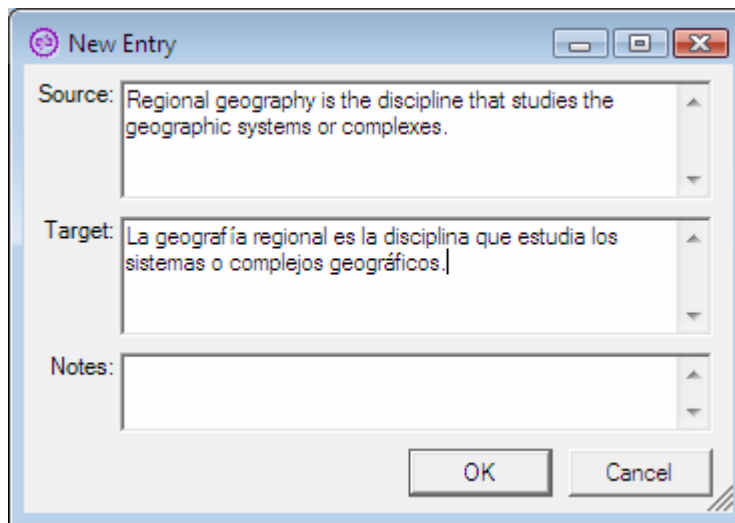 New Entry
Source:
Regional geography is the discipline that studies the
geographic systems or complexes.
Target:
La geografía regional es la disciplina que estudia los
sistemas o complejos geográficos.
Notes:
OK
Cancel